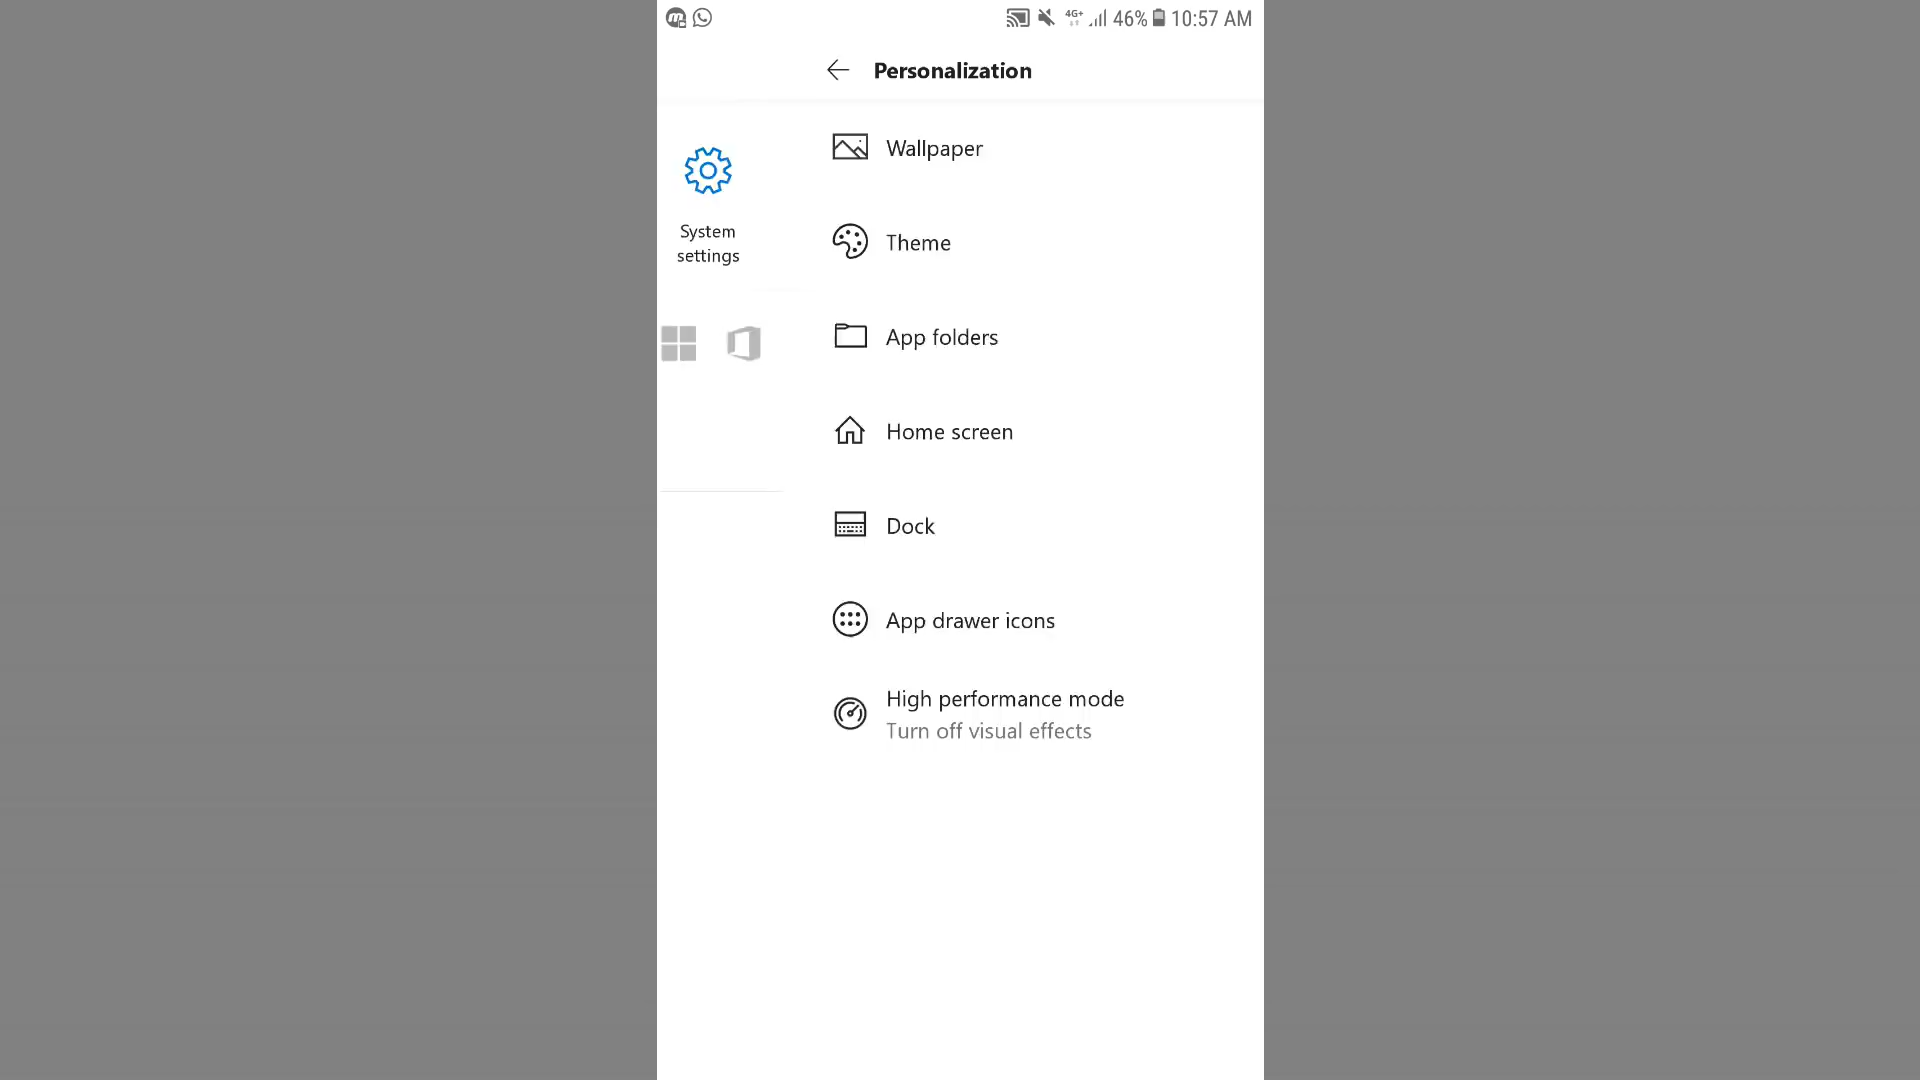 4G+ 46% 10:57 AM
Personalization
System
settings
Wallpaper
Theme
App folders
Home screen
Dock
App drawer icons
High performance mode
Turn off visual effects